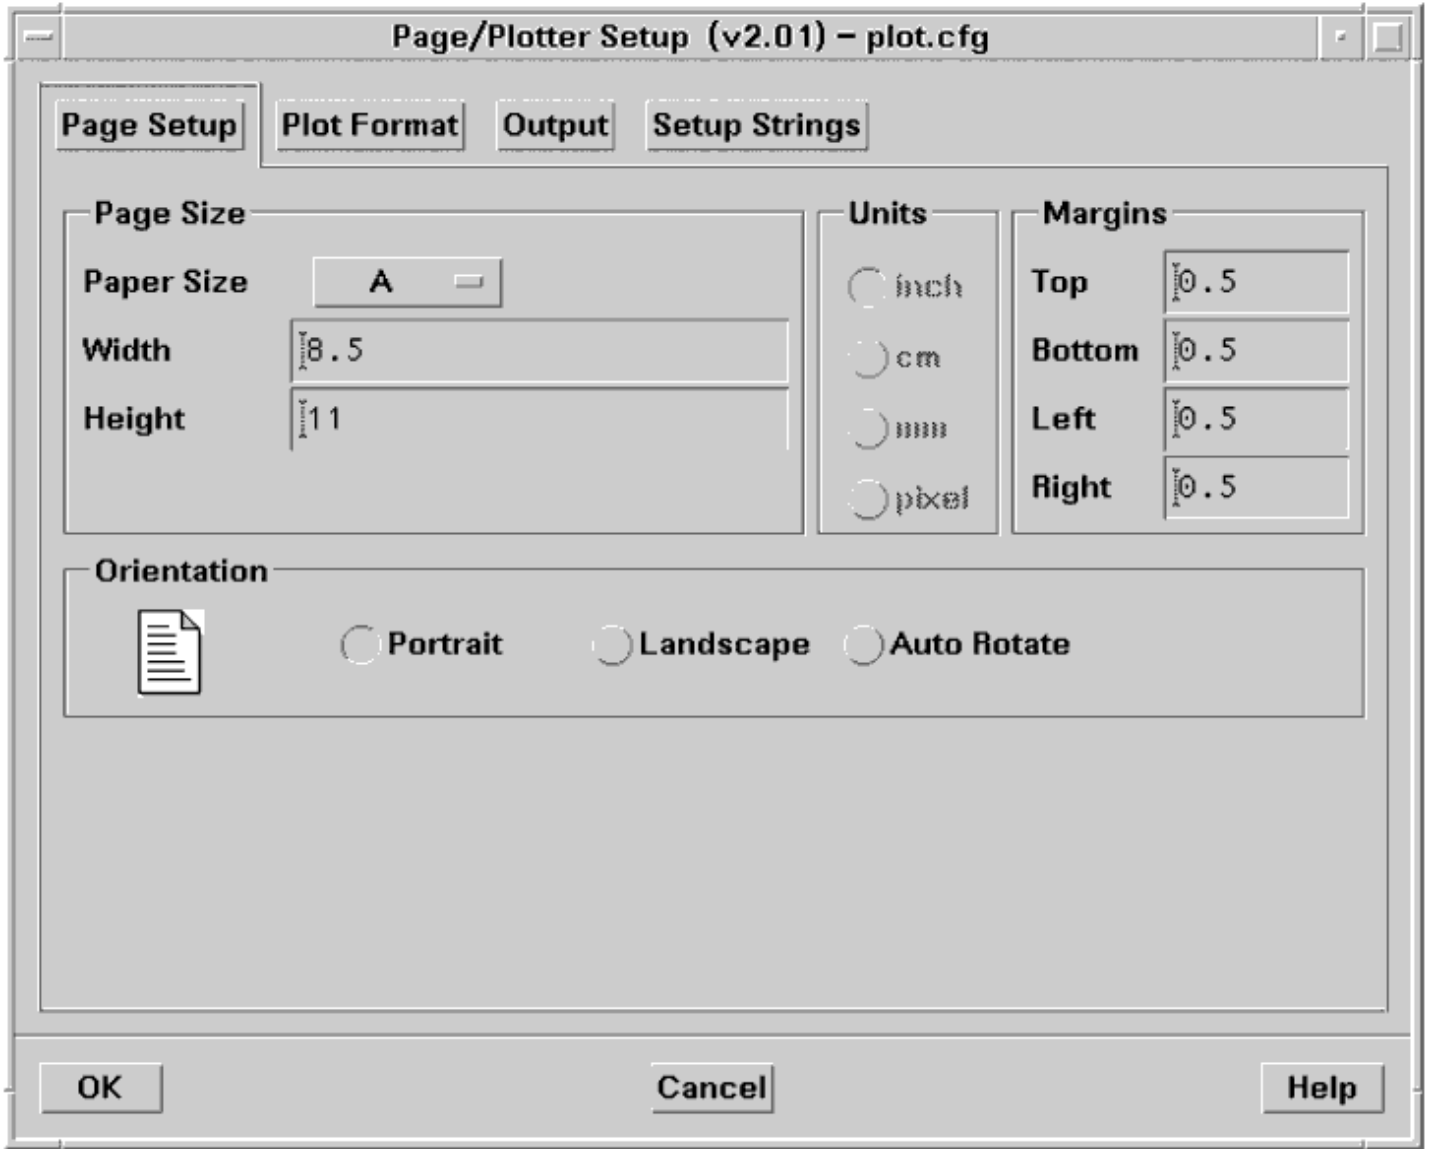 Page/Plotter Setup (v2.01) – plot.cfg
Page Setup Plot Format Output Setup Strings
Page Size
Paper Size A
Width 8.5
Height 11
Units
inch
cm
mm
pixel
Margins
Top 0.5
Bottom 0.5
Left 0.5
Right 0.5
Orientation
Portrait Landscape Auto Rotate
OK Cancel Help